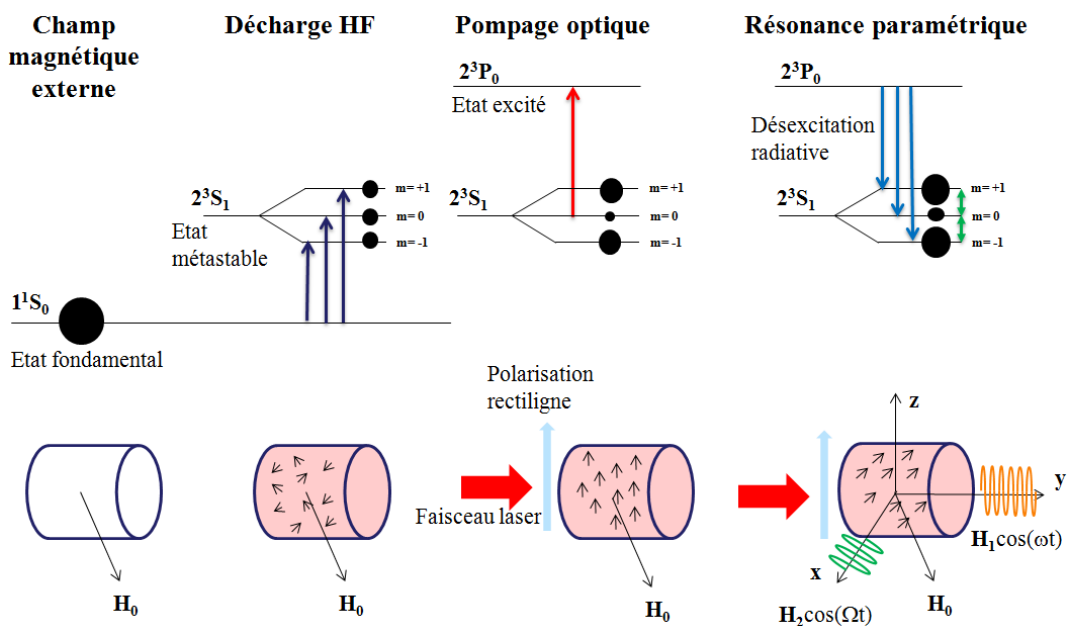 Champ
magnétique
externe
Décharge HF
Pompage optique
Résonance paramétrique
2³P₀
Etat excité
2³P₀
Désexcitation
radiative
2³S₁
m= +1
m= 0
m= -1
Etat
métastable
2³S₁
m= +1
m= 0
m= -1
2³S₁
m= +1
m= 0
m= -1
1¹S₀
Etat fondamental
Polarisation
rectiligne
Faisceau laser
z
y
x
H₁cos(ωt)
H₂cos(Ωt)
H₀
H₀
H₀
H₀